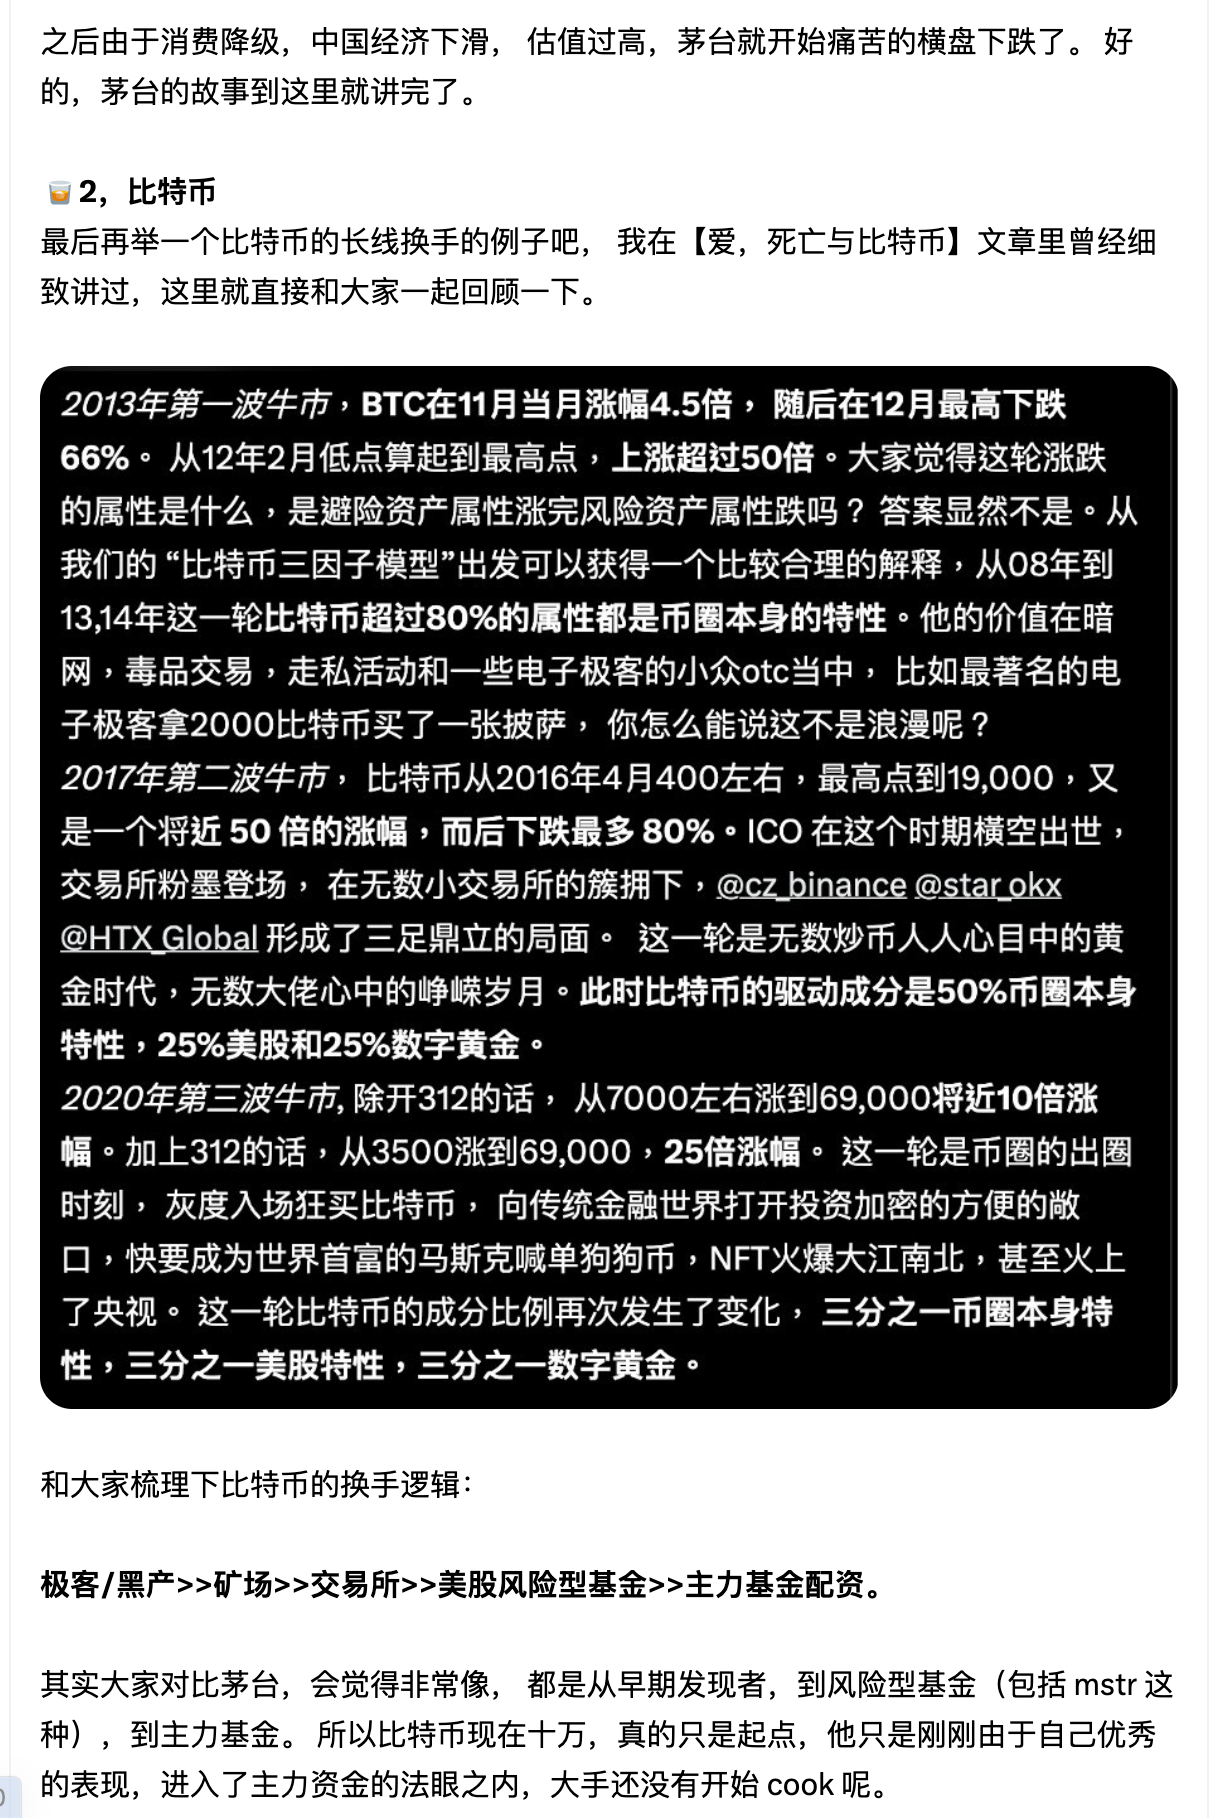 之后由于消费降级，中国经济下滑， 估值过高，茅台就开始痛苦的横盘下跌了。 好
的，茅台的故事到这里就讲完了。
🥃2，比特币
最后再举一个比特币的长线换手的例子吧， 我在【爱，死亡与比特币】文章里曾经细
致讲过，这里就直接和大家一起回顾一下。
2013年第一波牛市，BTC在11月当月涨幅4.5倍， 随后在12月最高下跌
66%。 从12年2月低点算起到最高点，上涨超过50倍。大家觉得这轮涨跌
的属性是什么，是避险资产属性涨完风险资产属性跌吗？ 答案显然不是。从
我们的 “比特币三因子模型”出发可以获得一个比较合理的解释，从08年到
13,14年这一轮比特币超过80%的属性都是币圈本身的特性。他的价值在暗
网，毒品交易，走私活动和一些电子极客的小众otc当中， 比如最著名的电
子极客拿2000比特币买了一张披萨， 你怎么能说这不是浪漫呢？
2017年第二波牛市， 比特币从2016年4月400左右，最高点到19,000，又
是一个将近 50 倍的涨幅，而后下跌最多 80%。ICO 在这个时期横空出世，
交易所粉墨登场， 在无数小交易所的簇拥下，@cz_binance @star_okx
@HTX_Global 形成了三足鼎立的局面。 这一轮是无数炒币人人心目中的黄
金时代，无数大佬心中的峥嵘岁月。此时比特币的驱动成分是50%币圈本身
特性，25%美股和25%数字黄金。
2020年第三波牛市, 除开312的话， 从7000左右涨到69,000将近10倍涨
幅。加上312的话，从3500涨到69,000，25倍涨幅。 这一轮是币圈的出圈
时刻， 灰度入场狂买比特币， 向传统金融世界打开投资加密的方便的敞
口，快要成为世界首富的马斯克喊单狗狗币，NFT火爆大江南北，甚至火上
了央视。 这一轮比特币的成分比例再次发生了变化， 三分之一币圈本身特
性，三分之一美股特性，三分之一数字黄金。
和大家梳理下比特币的换手逻辑：
极客/黑产>>矿场>>交易所>>美股风险型基金>>主力基金配资。
其实大家对比茅台，会觉得非常像， 都是从早期发现者，到风险型基金（包括 mstr 这
种），到主力基金。 所以比特币现在十万，真的只是起点，他只是刚刚由于自己优秀
的表现，进入了主力资金的法眼之内，大手还没有开始 cook 呢。